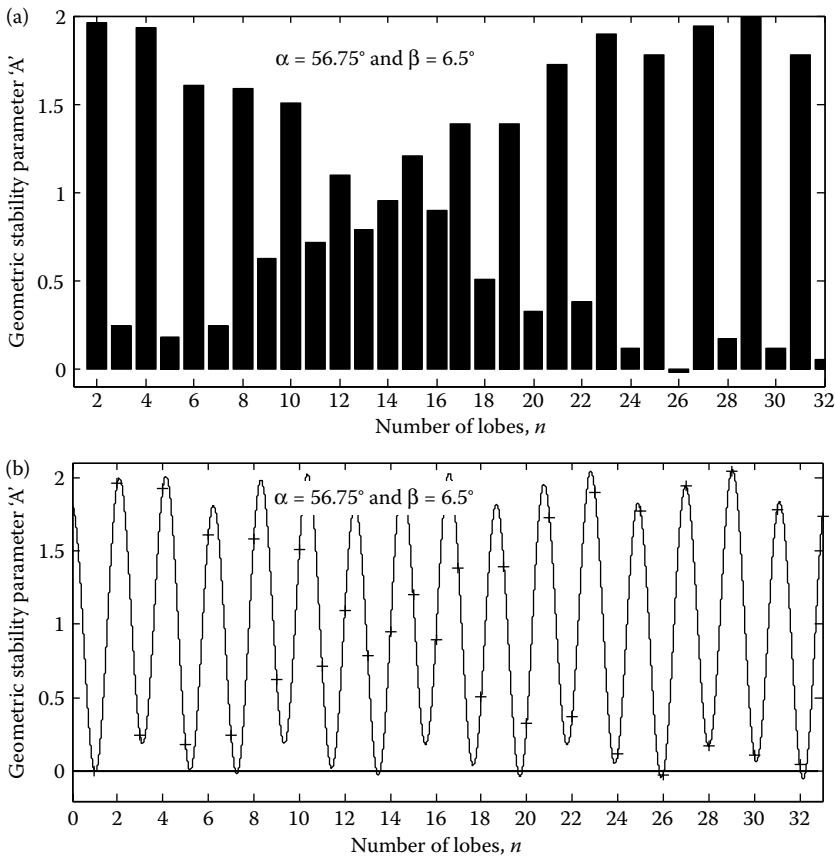 (a)
Geometric stability parameter 'A'
2
1.5
1
0.5
0
α = 56.75° and β = 6.5°
2 4 6 8 10 12 14 16 18 20 22 24 26 28 30 32
Number of lobes, n
(b)
Geometric stability parameter 'A'
2
1.5
1
0.5
0
α = 56.75° and β = 6.5°
0 2 4 6 8 10 12 14 16 18 20 22 24 26 28 30 32
Number of lobes, n